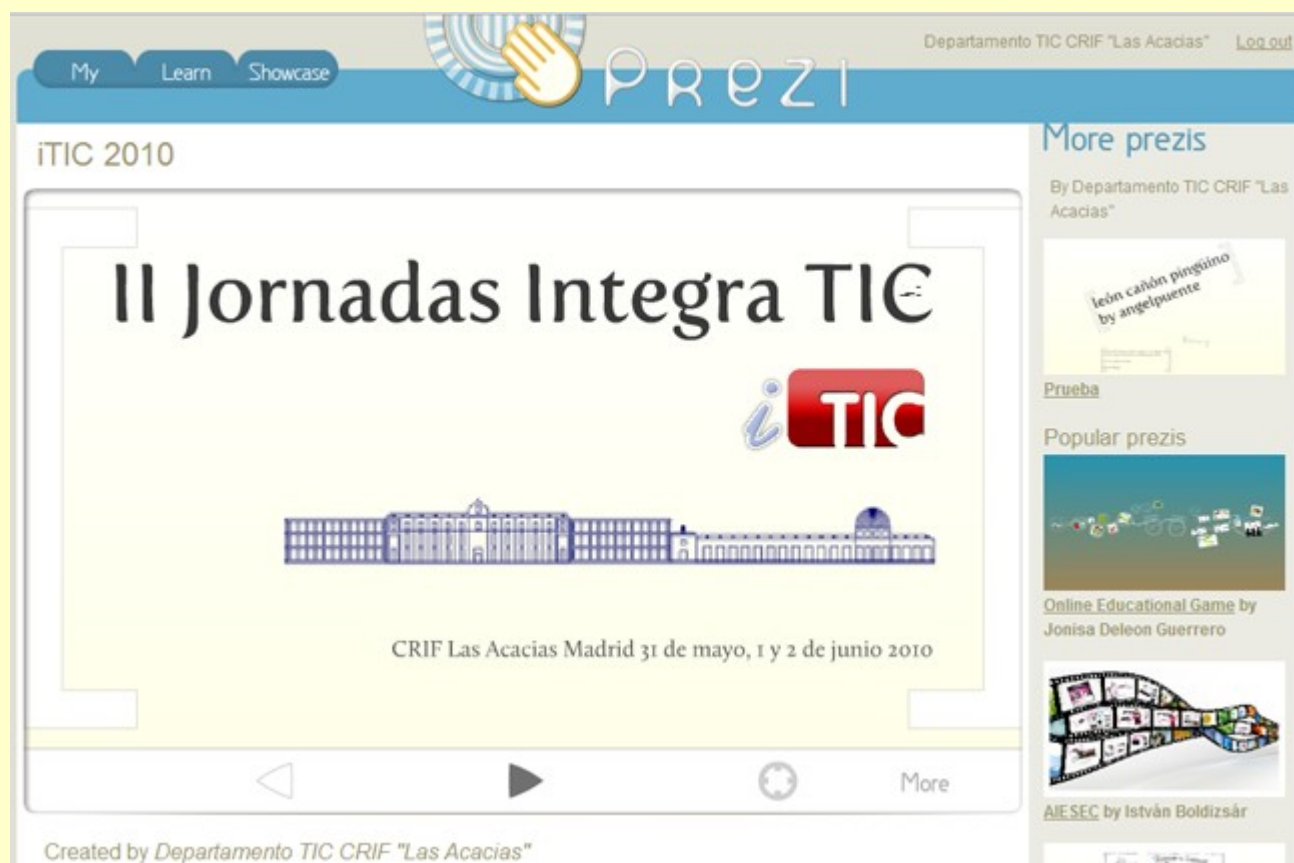 My
Learn
Showcase
PREZI
Departamento TIC CRIF "Las Acacias"
Log out
iTIC 2010
II Jornadas Integra TIC
i TIC
CRIF Las Acacias Madrid 31 de mayo, 1 y 2 de junio 2010
More
Created by Departamento TIC CRIF "Las Acacias"
More prezis
By Departamento TIC CRIF "Las
Acacias"
león cañón pingüino
by angelpuente
Prueba
Popular prezis
Online Educational Game by
Jonisa Deleon Guerrero
AIESEC by István Boldizsár